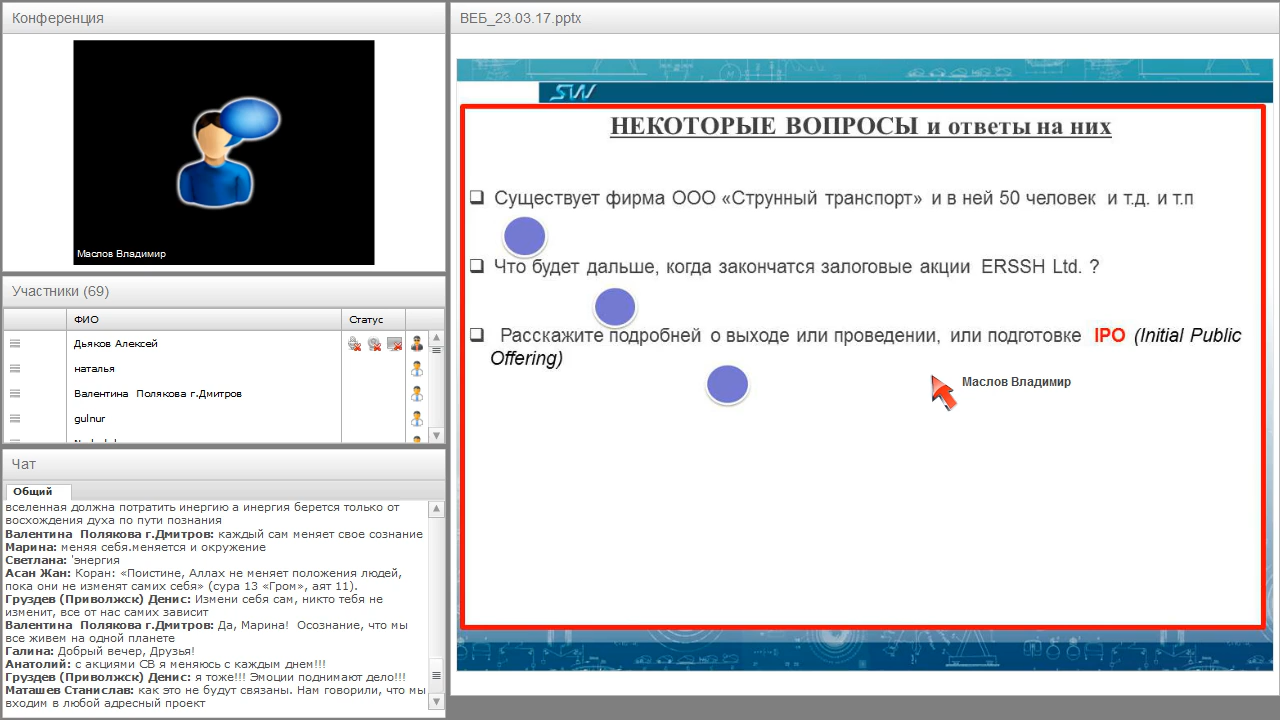 Конференция
Маслов Владимир
Участники (69)
ФИО
Статус
Дьяков Алексей
наталья
Валентина Полякова г.Дмитров
gulnur
Чат
Общий
вселенная должна потратить инергию а инергия берется только от
восхождения духа по пути познания
Валентина Полякова г.Дмитров: каждый сам меняет свое сознание
Марина: меняя себя.меняется и окружение
Светлана: 'энергия
Асан Жан: Коран: «Поистине, Аллах не меняет положения людей,
пока они не изменят самих себя» (сура 13 «Гром», аят 11).
Груздев (Приволжск) Денис: Измени себя сам, никто тебя не
изменит, все от нас самих зависит
Валентина Полякова г.Дмитров: Да, Марина! Осознание, что мы
все живем на одной планете
Галина: Добрый вечер, Друзья!
Анатолий: с акциями СВ я меняюсь с каждым днем!!!
Груздев (Приволжск) Денис: я тоже!!! Эмоции поднимают дело!!!
Маташев Станислав: как это не будут связаны. Нам говорили, что мы
входим в любой адресный проект
ВЕБ_23.03.17.pptx
SW
НЕКОТОРЫЕ ВОПРОСЫ и ответы на них
❑ Существует фирма ООО «Струнный транспорт» и в ней 50 человек и т.д. и т.п
❑ Что будет дальше, когда закончатся залоговые акции ERSSH Ltd. ?
❑ Расскажите подробней о выходе или проведении, или подготовке IPO (Initial Public
Offering)
Маслов Владимир